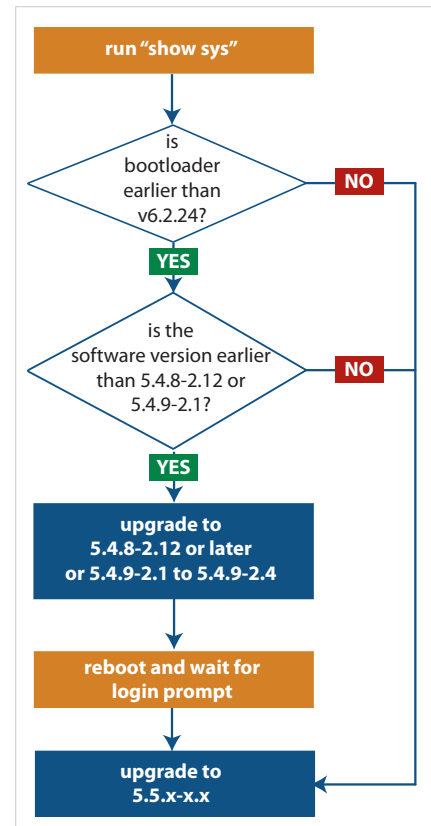 run “show sys”
is
bootloader
earlier than
v6.2.24?
NO
YES
is the
software version earlier
than 5.4.8-2.12 or
5.4.9-2.1?
NO
YES
upgrade to
5.4.8-2.12 or later
or 5.4.9-2.1 to 5.4.9-2.4
reboot and wait for
login prompt
upgrade to
5.5.x-x.x